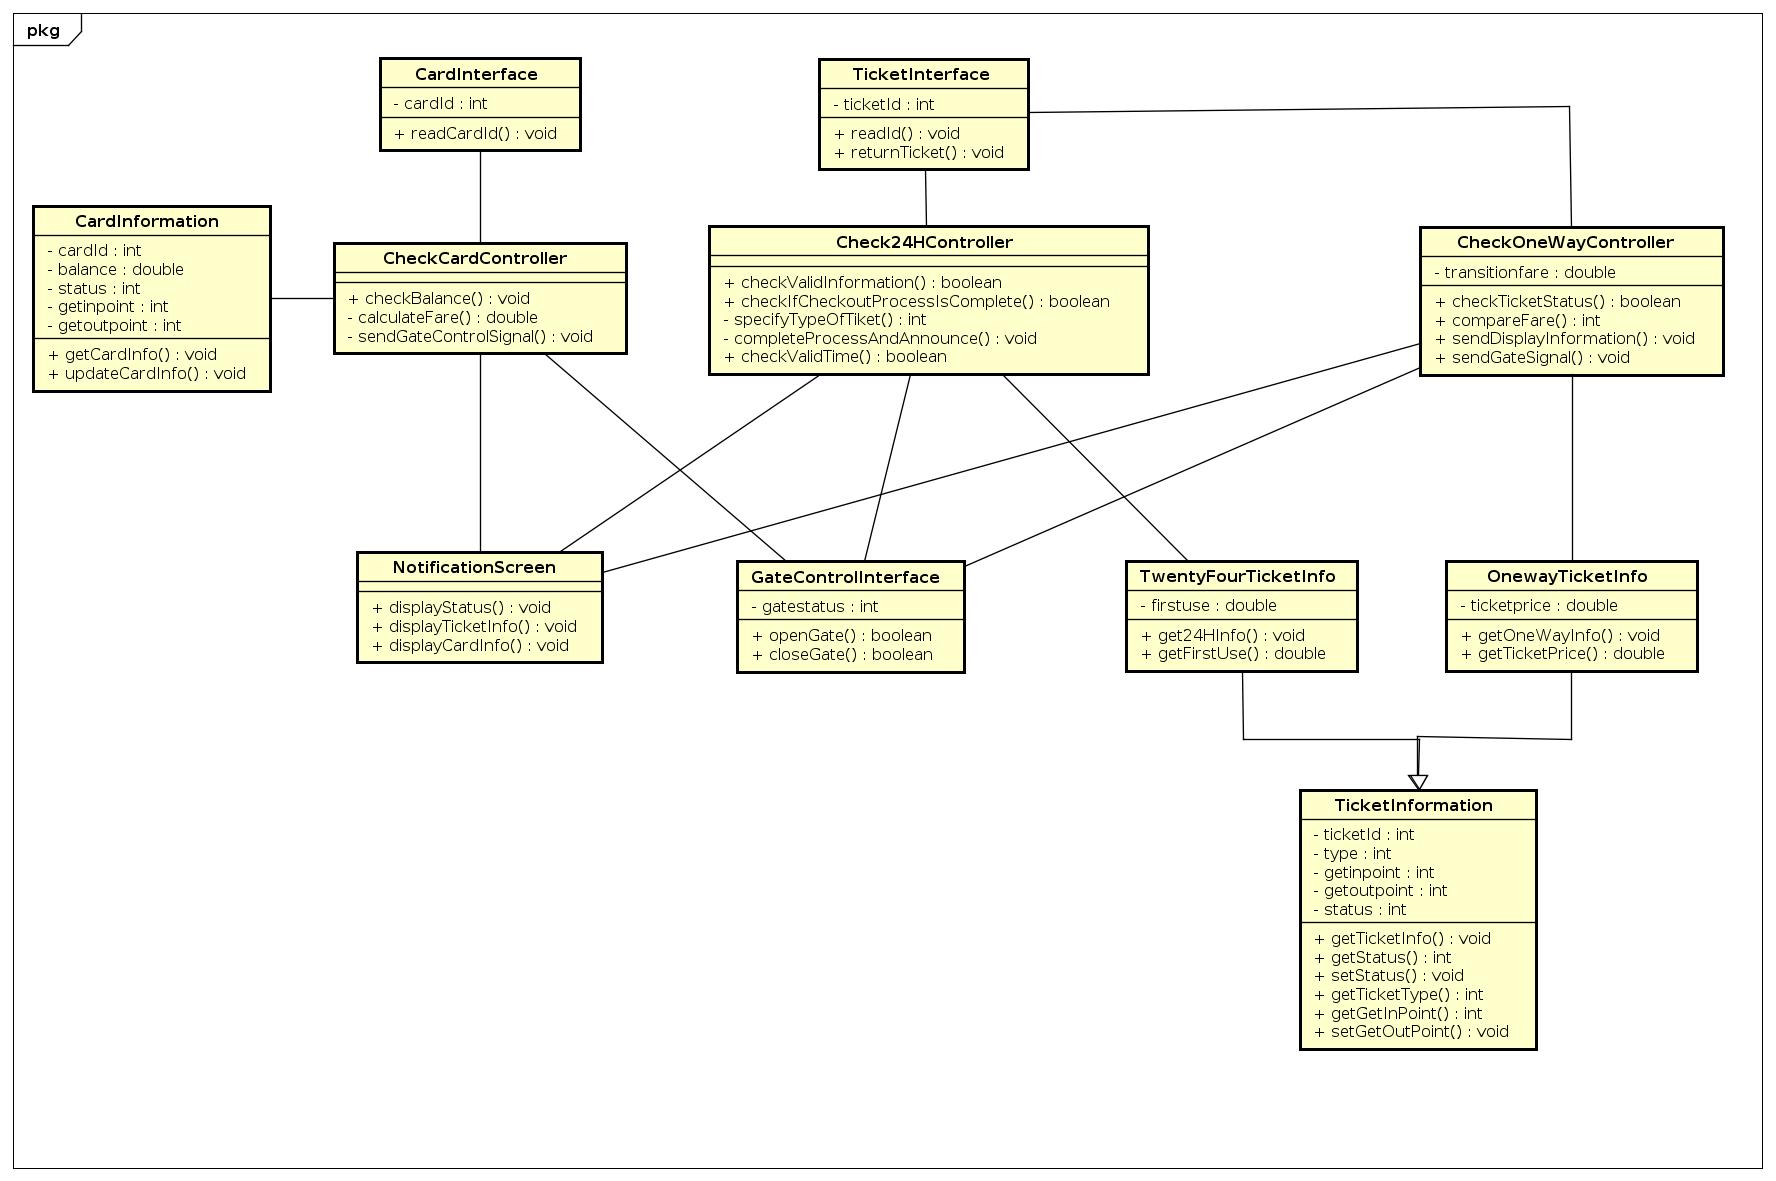 pkg
CardInterface
- cardId : int
+ readCardId() : void
TicketInterface
- ticketId : int
+ readId() : void
+ returnTicket() : void
CardInformation
- cardId : int
- balance : double
- status : int
- getinpoint : int
- getoutpoint : int
+ getCardInfo() : void
+ updateCardInfo() : void
CheckCardController
+ checkBalance() : void
- calculateFare() : double
- sendGateControlSignal() : void
Check24HController
+ checkValidInformation() : boolean
+ checkIfCheckoutProcessIsComplete() : boolean
- specifyTypeOfTiket() : int
- completeProcessAndAnnounce() : void
+ checkValidTime() : boolean
CheckOneWayController
- transitionfare : double
+ checkTicketStatus() : boolean
+ compareFare() : int
+ sendDisplayInformation() : void
+ sendGateSignal() : void
NotificationScreen
+ displayStatus() : void
+ displayTicketInfo() : void
+ displayCardInfo() : void
GateControlInterface
- gatestatus : int
+ openGate() : boolean
+ closeGate() : boolean
TwentyFourTicketInfo
- firstuse : double
+ get24HInfo() : void
+ getFirstUse() : double
OnewayTicketInfo
- ticketprice : double
+ getOneWayInfo() : void
+ getTicketPrice() : double
TicketInformation
- ticketId : int
- type : int
- getinpoint : int
- getoutpoint : int
- status : int
+ getTicketInfo() : void
+ getStatus() : int
+ setStatus() : void
+ getTicketType() : int
+ getGetInPoint() : int
+ setGetOutPoint() : void